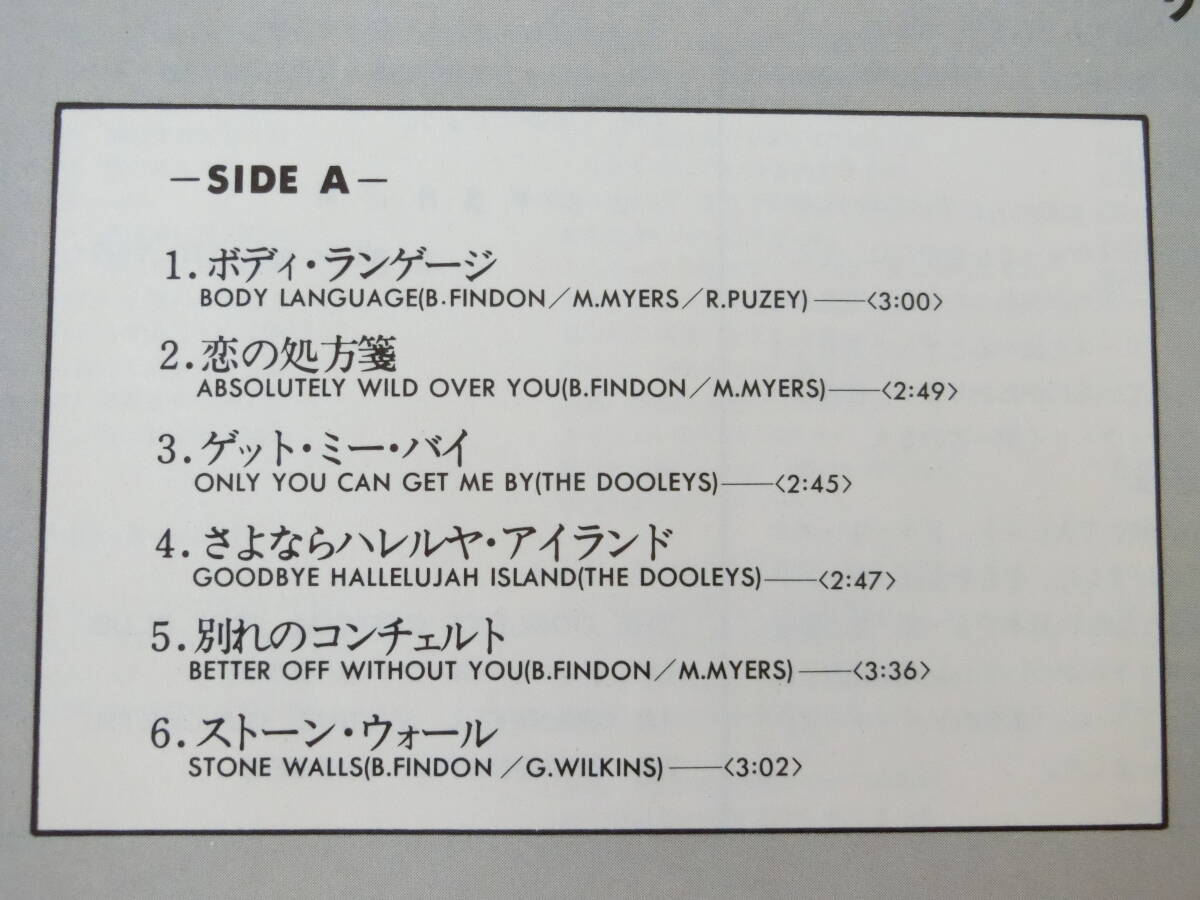 —SIDE A—
1.ボディ・ランゲージ
BODY LANGUAGE(B.FINDON／M.MYERS／R.PUZEY)——〈3:00〉
2.恋の処方箋
ABSOLUTELY WILD OVER YOU(B.FINDON／M.MYERS)——〈2:49〉
3.ゲット・ミー・バイ
ONLY YOU CAN GET ME BY(THE DOOLEYS)——〈2:45〉
4.さよならハレルヤ・アイランド
GOODBYE HALLELUJAH ISLAND(THE DOOLEYS)——〈2:47〉
5.別れのコンチェルト
BETTER OFF WITHOUT YOU(B.FINDON／M.MYERS)——〈3:36〉
6.ストーン・ウォール
STONE WALLS(B.FINDON／G.WILKINS)——〈3:02〉